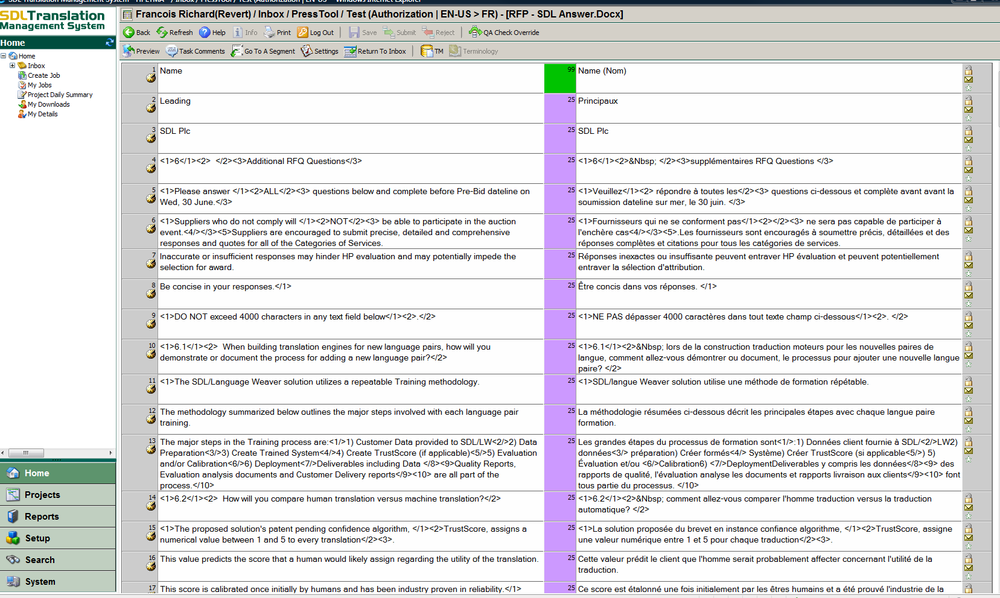 SDL Translation Management System
Francois Richard(Revert) / Inbox / PressTool / Test (Authorization | EN-US > FR) - [RFP - SDL Answer.Docx]
SDLTranslation
Management System
Back Refresh Help Info Print Log Out Save Submit Reject QA Check Override
Preview Task Comments Go To A Segment Settings Return To Inbox TM Terminology
Home
Home
Inbox
Create Job
My Jobs
Project Daily Summary
My Downloads
My Details
Home
Projects
Reports
Setup
Search
System
1 Name 99 Name (Nom)
2 Leading 25 Principaux
3 SDL Plc 25 SDL Plc
4 <1>6</1><2>  </2><3>Additional RFQ Questions</3> 25 <1>6</1><2>&Nbsp; </2><3>supplémentaires RFQ Questions </3>
5 <1>Please answer </1><2>ALL</2><3> questions below and complete before Pre-Bid dateline on
Wed, 30 June.</3>
25 <1>Veuillez</1><2> répondre à toutes les</2><3> questions ci-dessous et complète avant avant la
soumission dateline sur mer, le 30 juin. </3>
6 <1>Suppliers who do not comply will </1><2>NOT</2><3> be able to participate in the auction
event.<4/></3><5>Suppliers are encouraged to submit precise, detailed and comprehensive
responses and quotes for all of the Categories of Services.
25 <1>Fournisseurs qui ne se conforment pas</1><2></2><3> ne sera pas capable de participer à
l'enchère cas<4/></3><5>.Les fournisseurs sont encouragés à soumettre précis, détaillées et des
réponses complètes et citations pour tous les catégories de services.
7 Inaccurate or insufficient responses may hinder HP evaluation and may potentially impede the
selection for award.
25 Réponses inexactes ou insuffisante peuvent entraver HP évaluation et peuvent potentiellement
entraver la sélection d'attribution.
8 Be concise in your responses.</1> 25 Être concis dans vos réponses. </1>
9 <1>DO NOT exceed 4000 characters in any text field below</1><2>.</2> 25 <1>NE PAS dépasser 4000 caractères dans tout texte champ ci-dessous</1><2>. </2>
10 <1>6.1</1><2>  When building translation engines for new language pairs, how will you
demonstrate or document the process for adding a new language pair?</2>
25 <1>6.1</1><2>&Nbsp; lors de la construction traduction moteurs pour les nouvelles paires de
langue, comment allez-vous démontrer ou document, le processus pour ajouter une nouvelle langue
paire? </2>
11 <1>The SDL/Language Weaver solution utilizes a repeatable Training methodology. 25 <1>SDL/langue Weaver solution utilise une méthode de formation répétable.
12 The methodology summarized below outlines the major steps involved with each language pair
training.
25 La méthodologie résumées ci-dessous décrit les principales étapes avec chaque langue paire
formation.
13 The major steps in the Training process are:<1/>1) Customer Data provided to SDL/LW<2/>2) Data
Preparation<3/>3) Create Trained System<4/>4) Create TrustScore (if applicable)<5/>5) Evaluation
and/or Calibration<6/>6) Deployment<7/>Deliverables including Data </8><9>Quality Reports,
Evaluation analysis documents and Customer Delivery reports</9><10> are all part of the
process.</10>
25 Les grandes étapes du processus de formation sont<1/>:1) Données client fournie à SDL/<2/>LW2)
données<3/> préparation) Créer formés<4/> Système) Créer TrustScore (si applicable<5/>) 5)
Évaluation et/ou <6/>Calibration6) <7/>DeploymentDeliverables y compris les données</8><9> des
rapports de qualité, l'évaluation analyse les documents et rapports livraison aux clients</9><10> font
tous partie du processus. </10>
14 <1>6.2</1><2>  How will you compare human translation versus machine translation?</2>
25 <1>6.2</1><2>&Nbsp; comment allez-vous comparer l'homme traduction versus la traduction
automatique? </2>
15 <1>The proposed solution's patent pending confidence algorithm, </1><2>TrustScore, assigns a
numerical value between 1 and 5 to every translation</2><3>.
25 <1>La solution proposée du brevet en instance confiance algorithme, </1><2>TrustScore, assigne
une valeur numérique entre 1 et 5 pour chaque traduction</2><3>.
16 This value predicts the score that a human would likely assign regarding the utility of the translation.
25 Cette valeur prédit le client que l'homme serait probablement affecter concernant l'utilité de la
traduction.
17 This score is calibrated once initially by humans and has been industry proven in reliability.</1>
25 Ce score est étalonné une fois initialement par les êtres humains et a été prouvé l'industrie de la